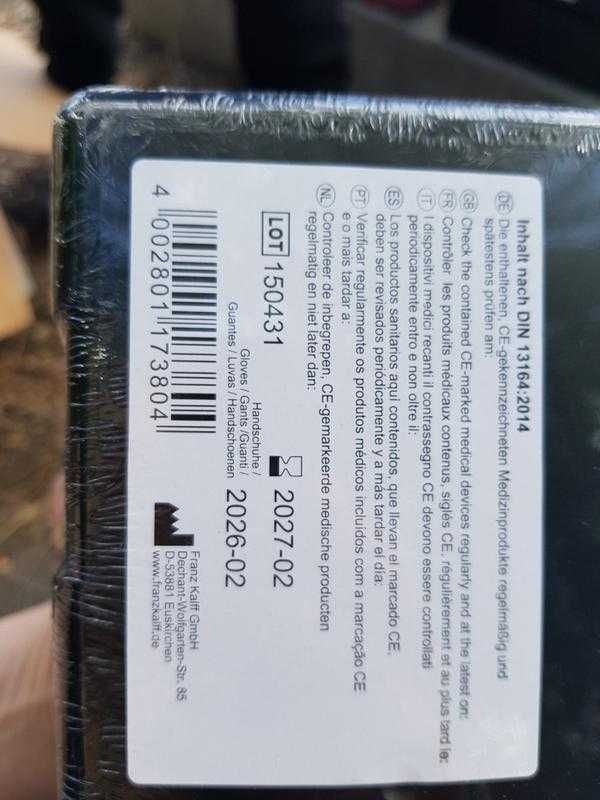 Inhalt nach DIN 13164:2014
DE Die enthaltenen, CE-gekennzeichneten Medizinprodukte regelmäßig und
spätestens prüfen am:
GB Check the contained CE-marked medical devices regularly and at the latest on:
FR Contrôler les produits médicaux contenus, siglés CE, régulièrement et au plus tard le:
IT I dispositivi medici recanti il contrassegno CE devono essere controllati
periodicamente entro e non oltre il:
ES Los productos sanitarios aquí contenidos, que llevan el marcado CE,
deben ser revisados periódicamente y a más tardar el día:
PT Verificar regularmente os produtos médicos incluídos com a marcação CE
e o mais tardar a:
NL Controleer de inbegrepen, CE-gemarkeerde medische producten
regelmatig en niet later dan:
LOT 150431
2027-02
Handschuhe /
Gloves / Gants /Guanti /
Guantes / Luvas / Handschoenen
2026-02
4 002801 173804
Franz Kalff GmbH
Dechant-Wolfgarten-Str. 85
D-53881 Euskirchen
www.franzkalff.de